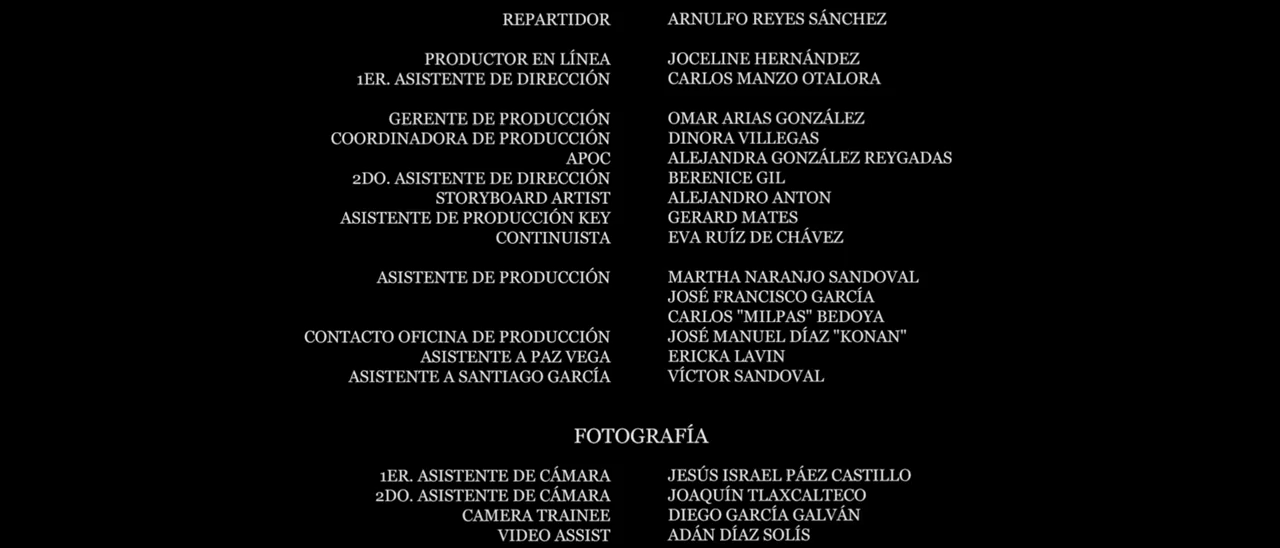 REPARTIDOR ARNULFO REYES SÁNCHEZ
PRODUCTOR EN LÍNEA JOCELINE HERNÁNDEZ
1ER. ASISTENTE DE DIRECCIÓN CARLOS MANZO OTALORA
GERENTE DE PRODUCCIÓN OMAR ARIAS GONZÁLEZ
COORDINADORA DE PRODUCCIÓN DINORA VILLEGAS
APOC ALEJANDRA GONZÁLEZ REYGADAS
2DO. ASISTENTE DE DIRECCIÓN BERENICE GIL
STORYBOARD ARTIST ALEJANDRO ANTON
ASISTENTE DE PRODUCCIÓN KEY GERARD MATES
CONTINUISTA EVA RUÍZ DE CHÁVEZ
ASISTENTE DE PRODUCCIÓN MARTHA NARANJO SANDOVAL
JOSÉ FRANCISCO GARCÍA
CARLOS "MILPAS" BEDOYA
CONTACTO OFICINA DE PRODUCCIÓN JOSÉ MANUEL DÍAZ "KONAN"
ASISTENTE A PAZ VEGA ERICKA LAVIN
ASISTENTE A SANTIAGO GARCÍA VÍCTOR SANDOVAL
FOTOGRAFÍA
1ER. ASISTENTE DE CÁMARA JESÚS ISRAEL PÁEZ CASTILLO
2DO. ASISTENTE DE CÁMARA JOAQUÍN TLAXCALTECO
CAMERA TRAINEE DIEGO GARCÍA GALVÁN
VIDEO ASSIST ADÁN DÍAZ SOLÍS